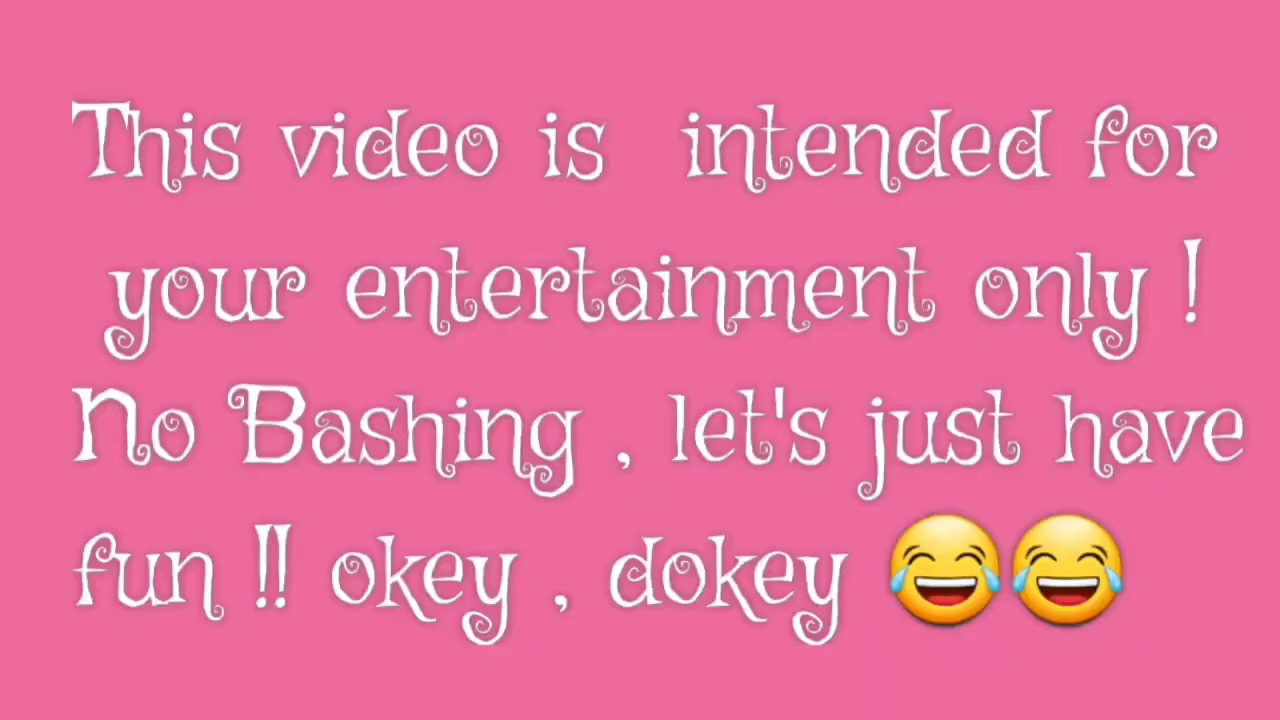 This video is intended for
your entertainment only !
No Bashing , let's just have
fun !! okey , dokey 😂😂